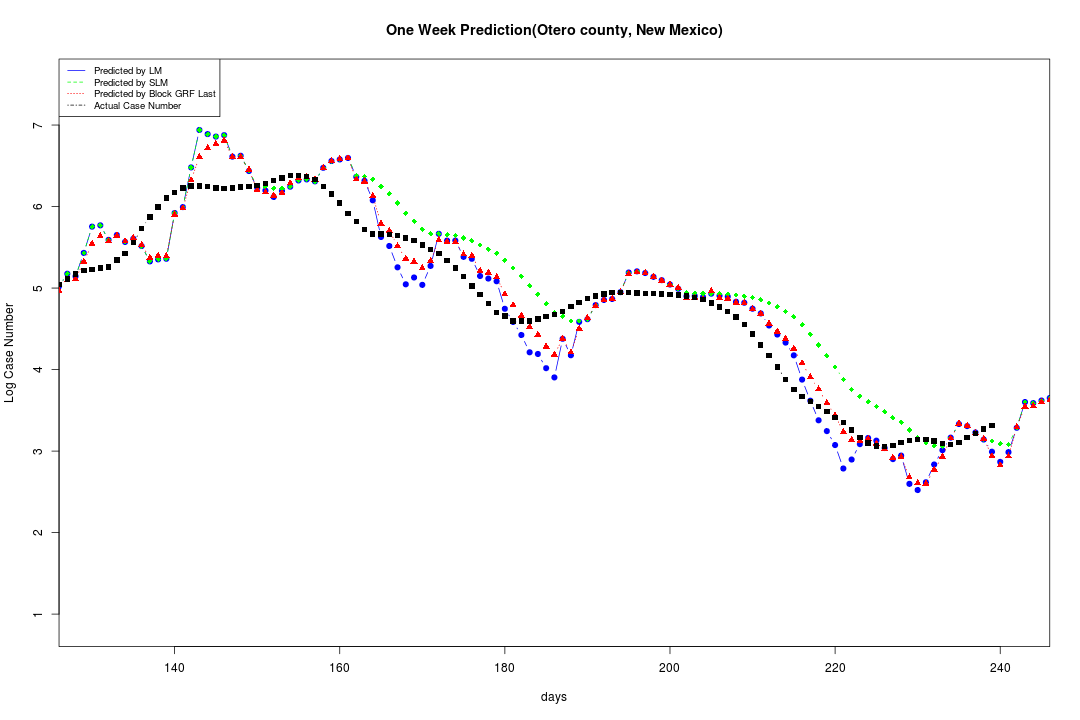 One Week Prediction(Otero county, New Mexico)
Predicted by LM
Predicted by SLM
Predicted by Block GRF Last
Actual Case Number
7
6
5
4
3
2
1
Log Case Number
140 160 180 200 220 240
days